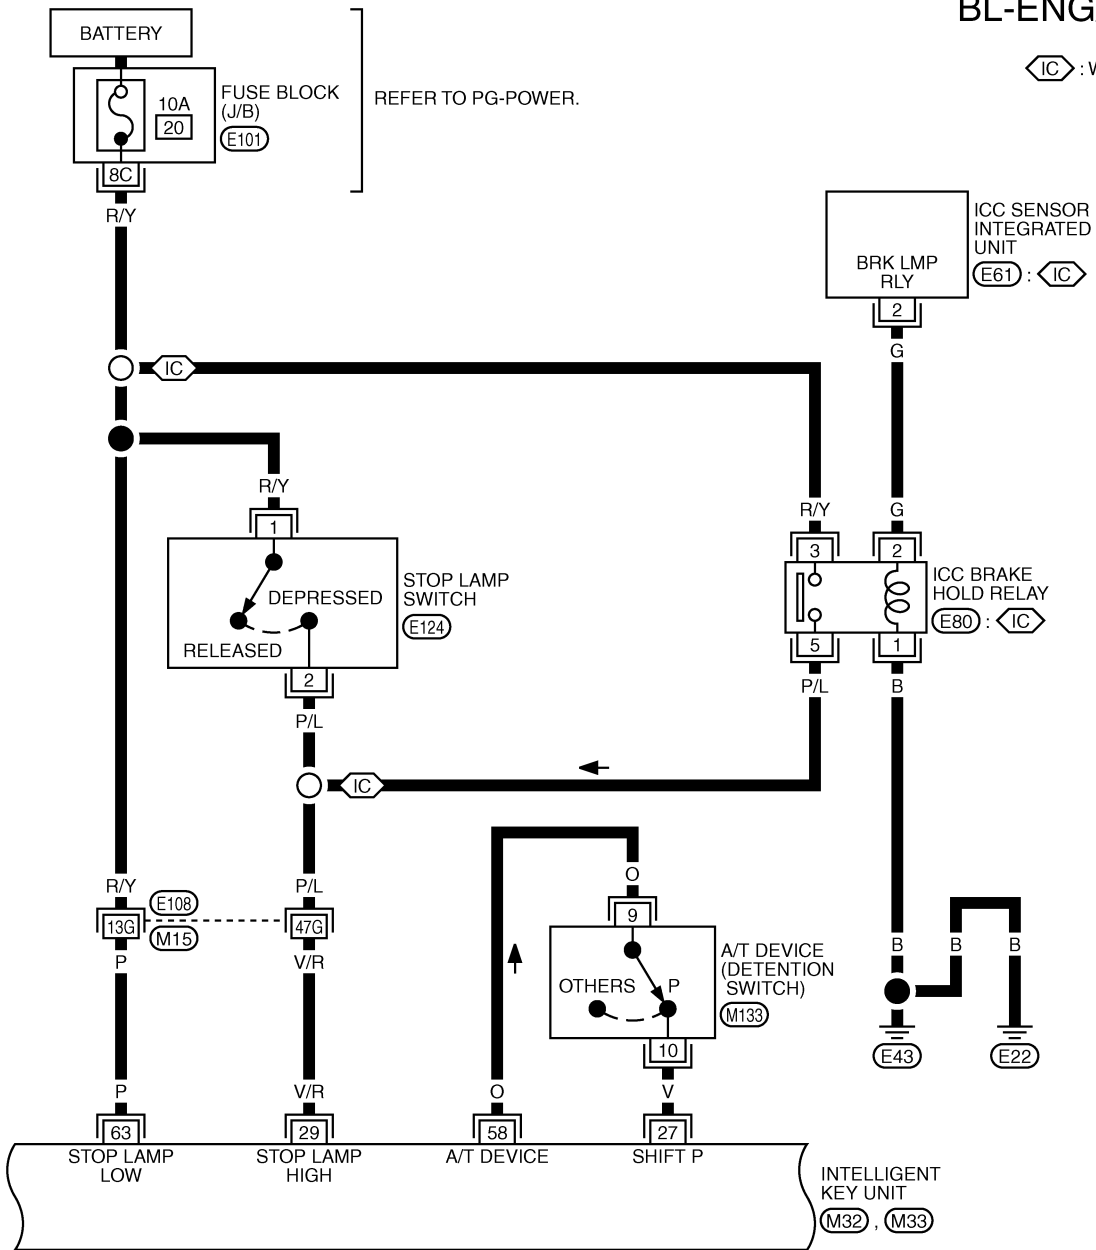 BL-ENG
IC : W
BATTERY
10A
20
FUSE BLOCK
(J/B)
E101
REFER TO PG-POWER.
8C
R/Y
ICC SENSOR
INTEGRATED
UNIT
E61 : IC
BRK LMP
RLY
2
G
IC
R/Y
R/Y
G
1
3
2
DEPRESSED
RELEASED
STOP LAMP
SWITCH
E124
ICC BRAKE
HOLD RELAY
E80 : IC
2
5
1
P/L
P/L
B
IC
R/Y
P/L
O
E108
13G
47G
M15
9
P
V/R
A/T DEVICE
(DETENTION
SWITCH)
M133
OTHERS
P
10
B
B
B
E43
E22
P
V/R
O
V
63
29
58
27
STOP LAMP
LOW
STOP LAMP
HIGH
A/T DEVICE
SHIFT P
INTELLIGENT
KEY UNIT
M32 , M33